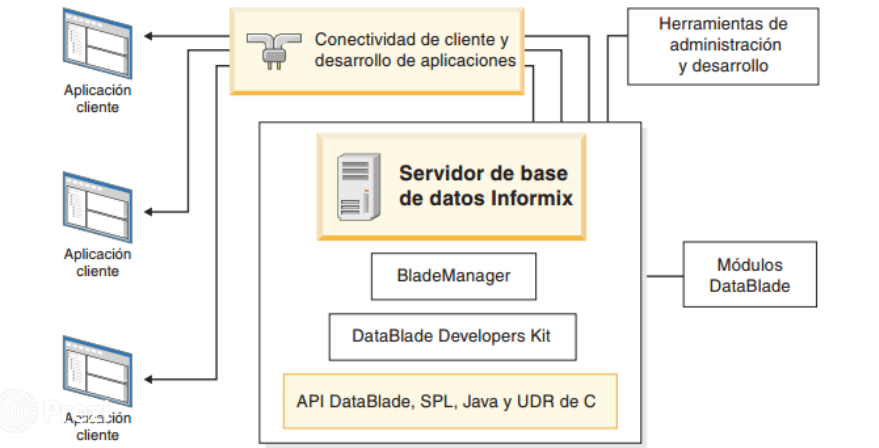 Conectividad de cliente y
desarrollo de aplicaciones
Herramientas de
administración
y desarrollo
Aplicación
cliente
Servidor de base
de datos Informix
Aplicación
cliente
BladeManager
Módulos
DataBlade
DataBlade Developers Kit
API DataBlade, SPL, Java y UDR de C
Aplicación
cliente
Prezi